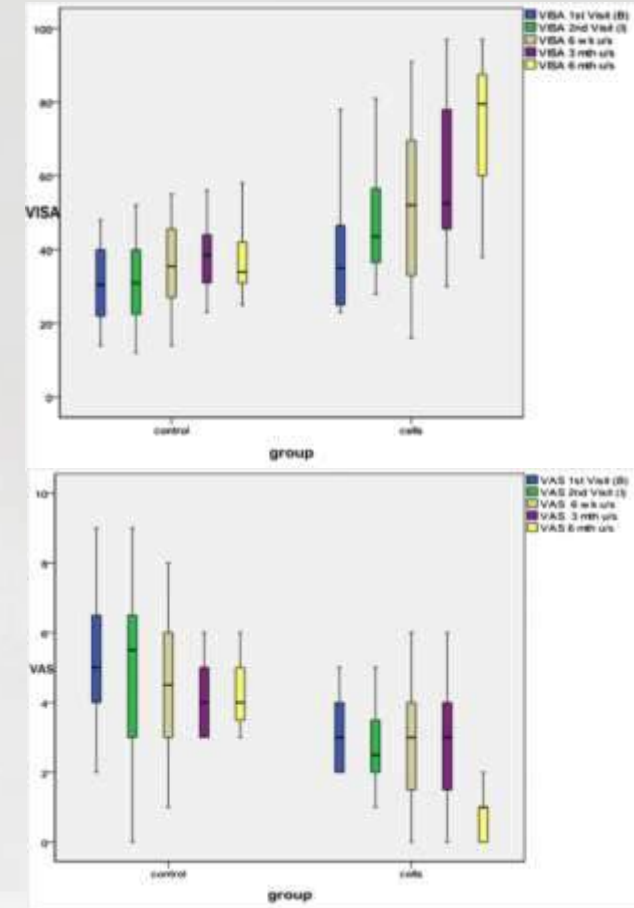 VISA 1st Visit (B)
VISA 2nd Visit (I)
VISA 6 wk u/s
VISA 3 mth u/s
VISA 6 mth u/s
100
80
60
VISA
40
20
0
control
cells
group
VAS 1st Visit (B)
VAS 2nd Visit (I)
VAS 6 wk u/s
VAS 3 mth u/s
VAS 6 mth u/s
10
8
6
VAS
4
2
0
control
cells
group